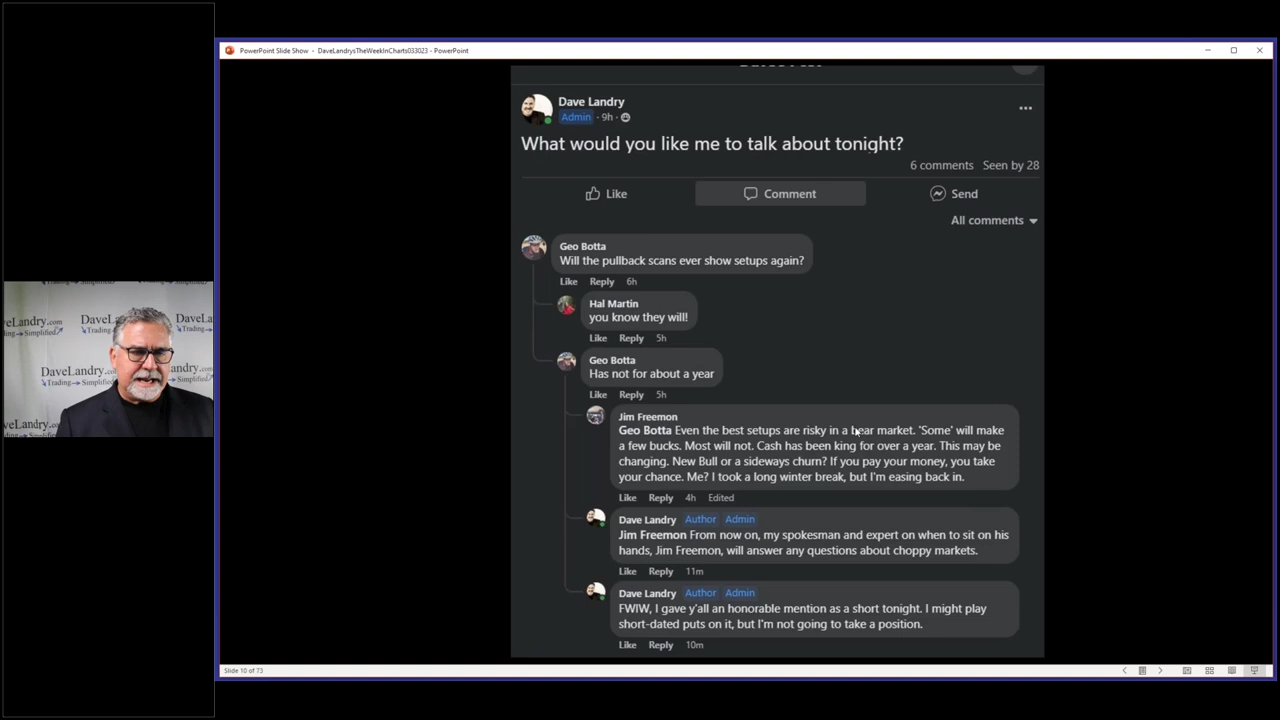 PowerPoint Slide Show - DaveLandrysTheWeekInCharts033023 - PowerPoint
Dave Landry
Admin · 9h ·
What would you like me to talk about tonight?
6 comments Seen by 28
Like Comment Send
All comments
Geo Botta
Will the pullback scans ever show setups again?
Like Reply 6h
Hal Martin
you know they will!
Like Reply 5h
Geo Botta
Has not for about a year
Like Reply 5h
Jim Freemon
Geo Botta Even the best setups are risky in a bear market. 'Some' will make
a few bucks. Most will not. Cash has been king for over a year. This may be
changing. New Bull or a sideways churn? If you pay your money, you take
your chance. Me? I took a long winter break, but I'm easing back in.
Like Reply 4h Edited
Dave Landry Author Admin
Jim Freemon From now on, my spokesman and expert on when to sit on his
hands, Jim Freemon, will answer any questions about choppy markets.
Like Reply 11m
Dave Landry Author Admin
FWIW, I gave y'all an honorable mention as a short tonight. I might play
short-dated puts on it, but I'm not going to take a position.
Like Reply 10m
Slide 10 of 73
DaveLandry.com
Trading Simplified
DaveLandry.com